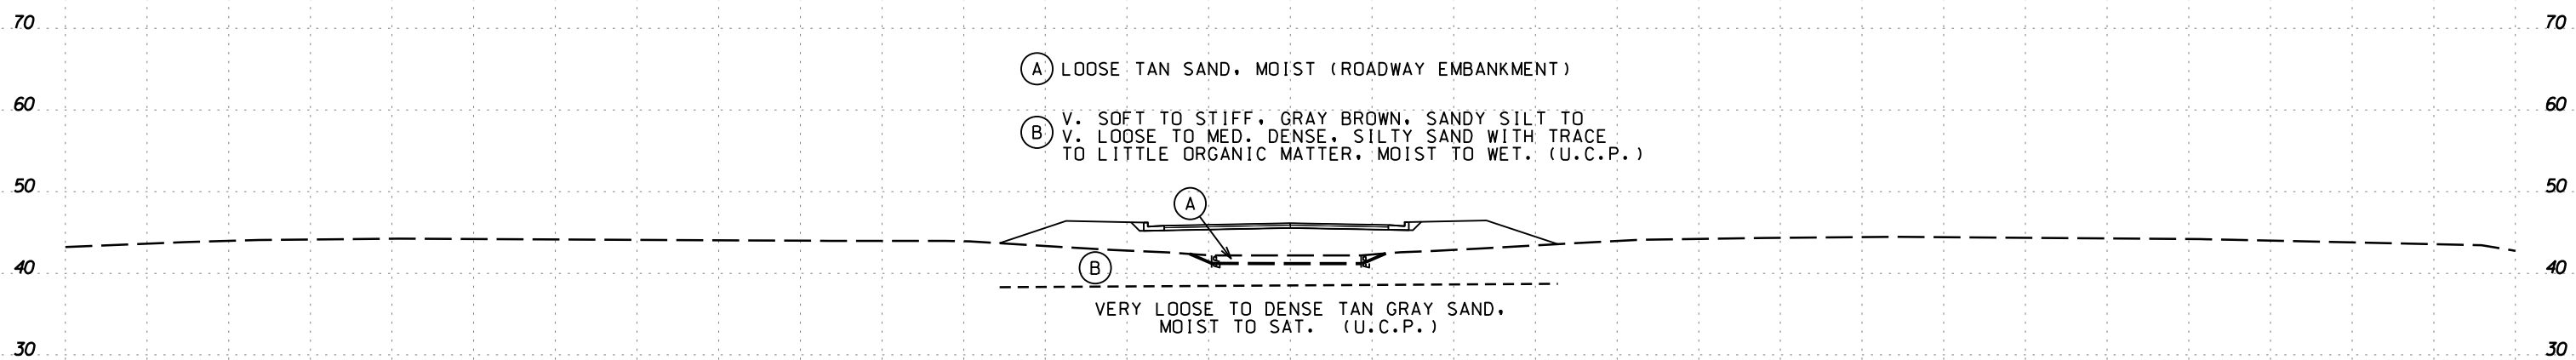 70 70
A LOOSE TAN SAND, MOIST (ROADWAY EMBANKMENT)
60 60
V. SOFT TO STIFF, GRAY BROWN, SANDY SILT TO
B V. LOOSE TO MED. DENSE, SILTY SAND WITH TRACE
TO LITTLE ORGANIC MATTER, MOIST TO WET. (U.C.P.)
50 50
A
B
40 40
VERY LOOSE TO DENSE TAN GRAY SAND,
MOIST TO SAT. (U.C.P.)
30 30